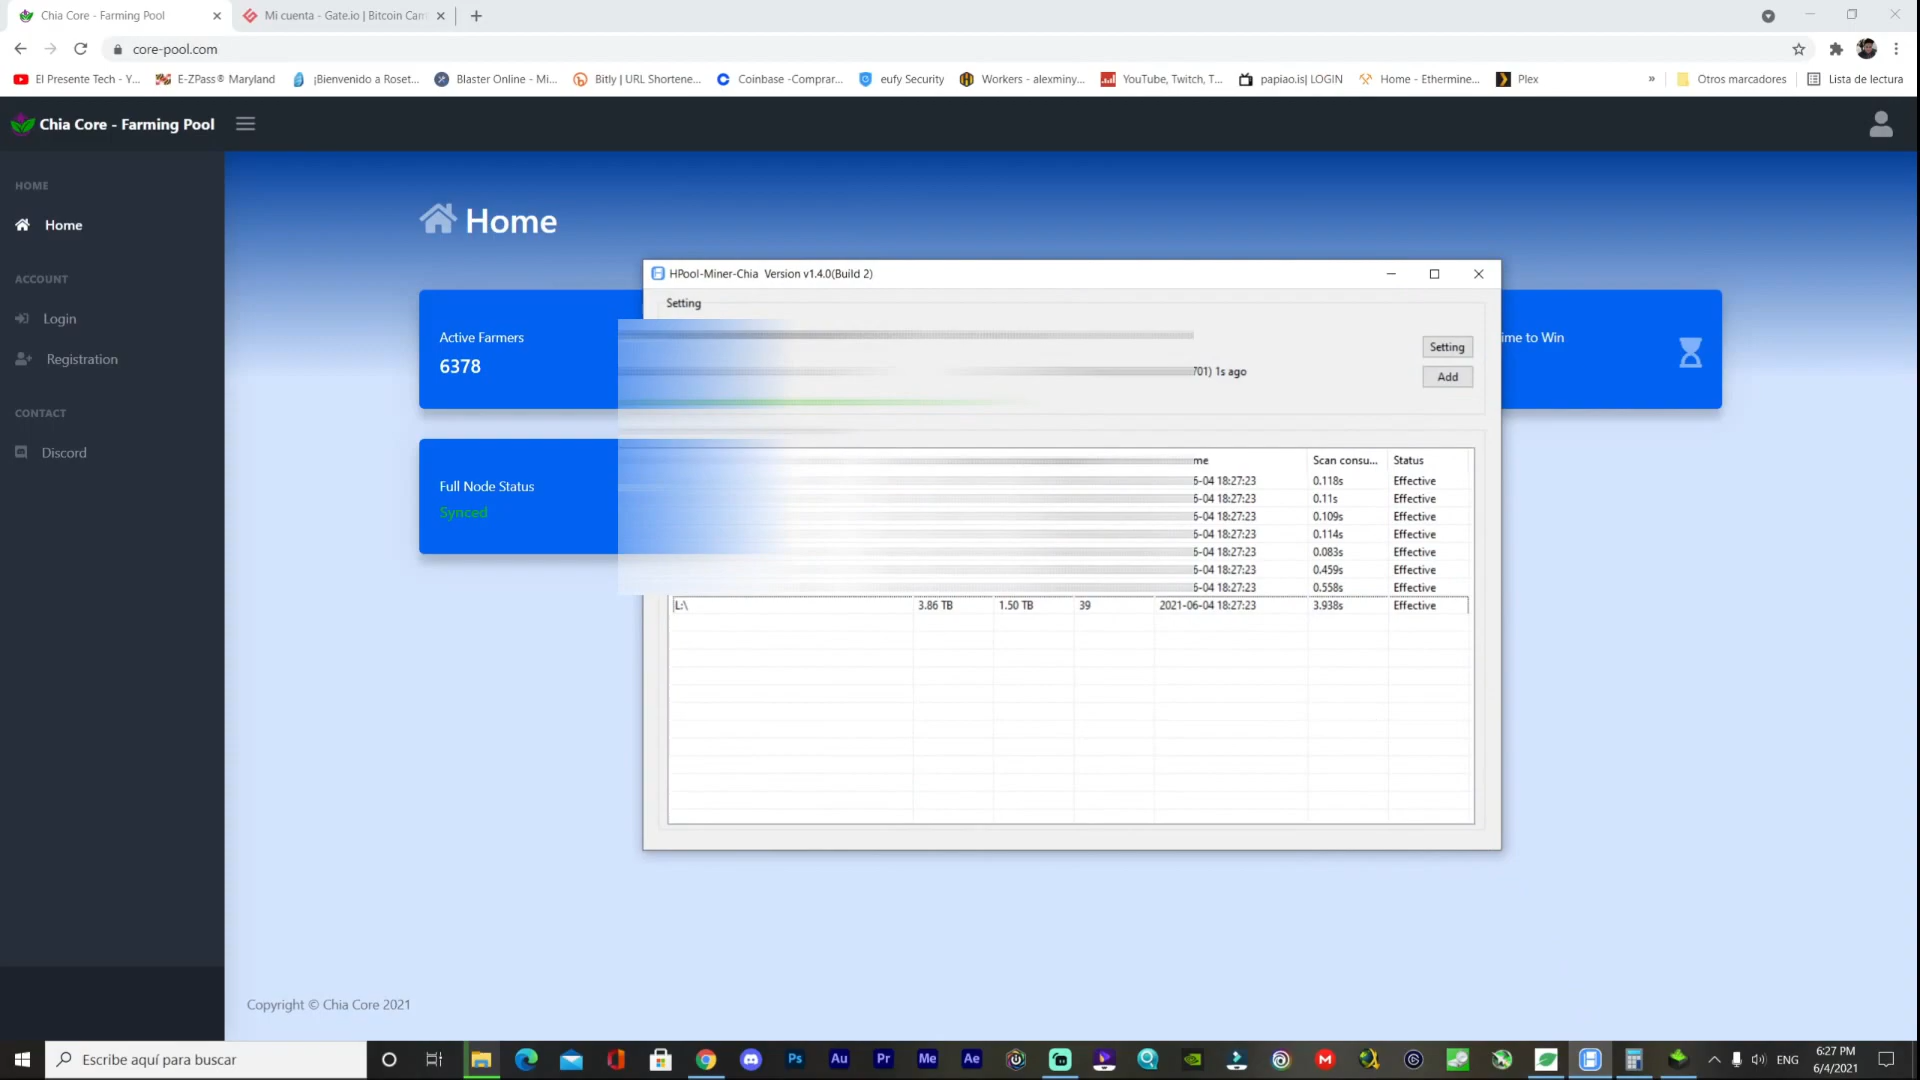 Chia Core - Farming Pool
Mi cuenta - Gate.io | Bitcoin Cam
core-pool.com
El Presente Tech - Y...
E-ZPass® Maryland
¡Bienvenido a Roset...
Blaster Online - Mi...
Bitly | URL Shortene...
Coinbase -Comprar...
eufy Security
Workers - alexminy...
YouTube, Twitch, T...
papiao.is| LOGIN
Home - Ethermine...
Plex
»
Otros marcadores
Lista de lectura
Chia Core - Farming Pool
HOME
Home
ACCOUNT
Login
Registration
CONTACT
Discord
Home
Active Farmers
6378
Full Node Status
Synced
ime to Win
HPool-Miner-Chia Version v1.4.0(Build 2)
Setting
Setting
701) 1s ago
Add
me Scan consu... Status
5-04 18:27:23 0.118s Effective
5-04 18:27:23 0.11s Effective
5-04 18:27:23 0.109s Effective
5-04 18:27:23 0.114s Effective
5-04 18:27:23 0.083s Effective
5-04 18:27:23 0.459s Effective
5-04 18:27:23 0.558s Effective
L:\ 3.86 TB 1.50 TB 39 2021-06-04 18:27:23 3.938s Effective
Copyright © Chia Core 2021
Escribe aquí para buscar
Ps
Au
Pr
Me
Ae
ENG
6:27 PM
6/4/2021